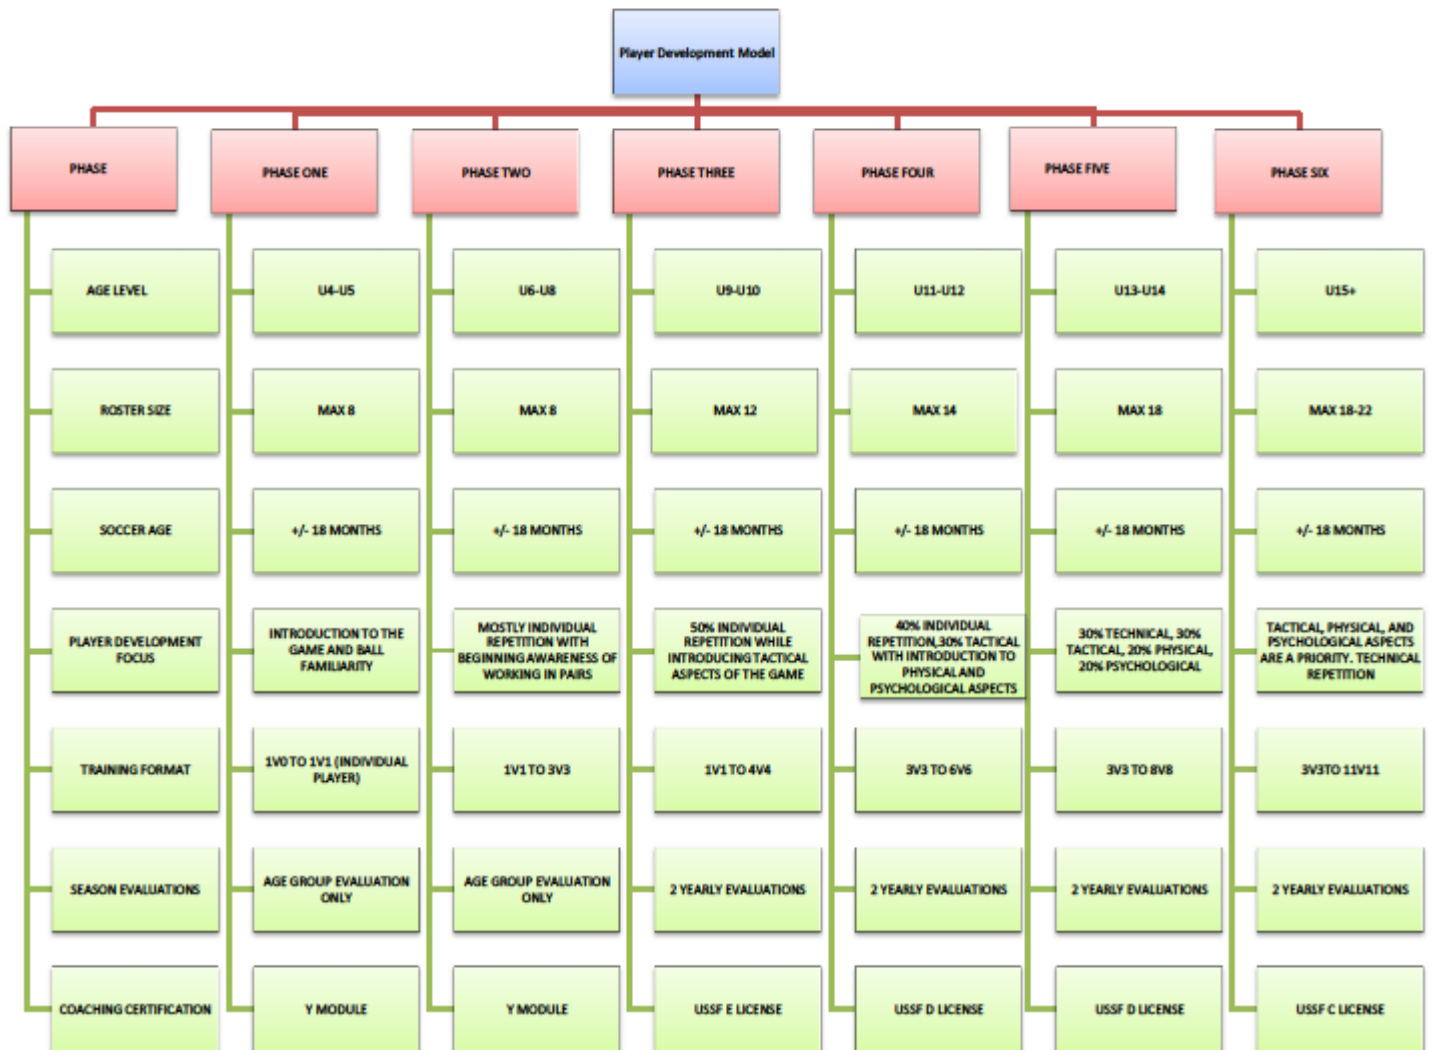 Player Development Model
PHASE
PHASE ONE
PHASE TWO
PHASE THREE
PHASE FOUR
PHASE FIVE
PHASE SIX
AGE LEVEL
U4-U5
U6-U8
U9-U10
U11-U12
U13-U14
U15+
ROSTER SIZE
MAX 8
MAX 8
MAX 12
MAX 14
MAX 18
MAX 18-22
SOCCER AGE
+/- 18 MONTHS
+/- 18 MONTHS
+/- 18 MONTHS
+/- 18 MONTHS
+/- 18 MONTHS
+/- 18 MONTHS
PLAYER DEVELOPMENT
FOCUS
INTRODUCTION TO THE
GAME AND BALL
FAMILIARITY
MOSTLY INDIVIDUAL
REPETITION WITH
BEGINNING AWARENESS OF
WORKING IN PAIRS
50% INDIVIDUAL
REPETITION WHILE
INTRODUCING TACTICAL
ASPECTS OF THE GAME
40% INDIVIDUAL
REPETITION,30% TACTICAL
WITH INTRODUCTION TO
PHYSICAL AND
PSYCHOLOGICAL ASPECTS
30% TECHNICAL, 30%
TACTICAL, 20% PHYSICAL,
20% PSYCHOLOGICAL
TACTICAL, PHYSICAL, AND
PSYCHOLOGICAL ASPECTS
ARE A PRIORITY. TECHNICAL
REPETITION
TRAINING FORMAT
1V0 TO 1V1 (INDIVIDUAL
PLAYER)
1V1 TO 3V3
1V1 TO 4V4
3V3 TO 6V6
3V3 TO 8V8
3V3TO 11V11
SEASON EVALUATIONS
AGE GROUP EVALUATION
ONLY
AGE GROUP EVALUATION
ONLY
2 YEARLY EVALUATIONS
2 YEARLY EVALUATIONS
2 YEARLY EVALUATIONS
2 YEARLY EVALUATIONS
COACHING CERTIFICATION
Y MODULE
Y MODULE
USSF E LICENSE
USSF D LICENSE
USSF D LICENSE
USSF C LICENSE